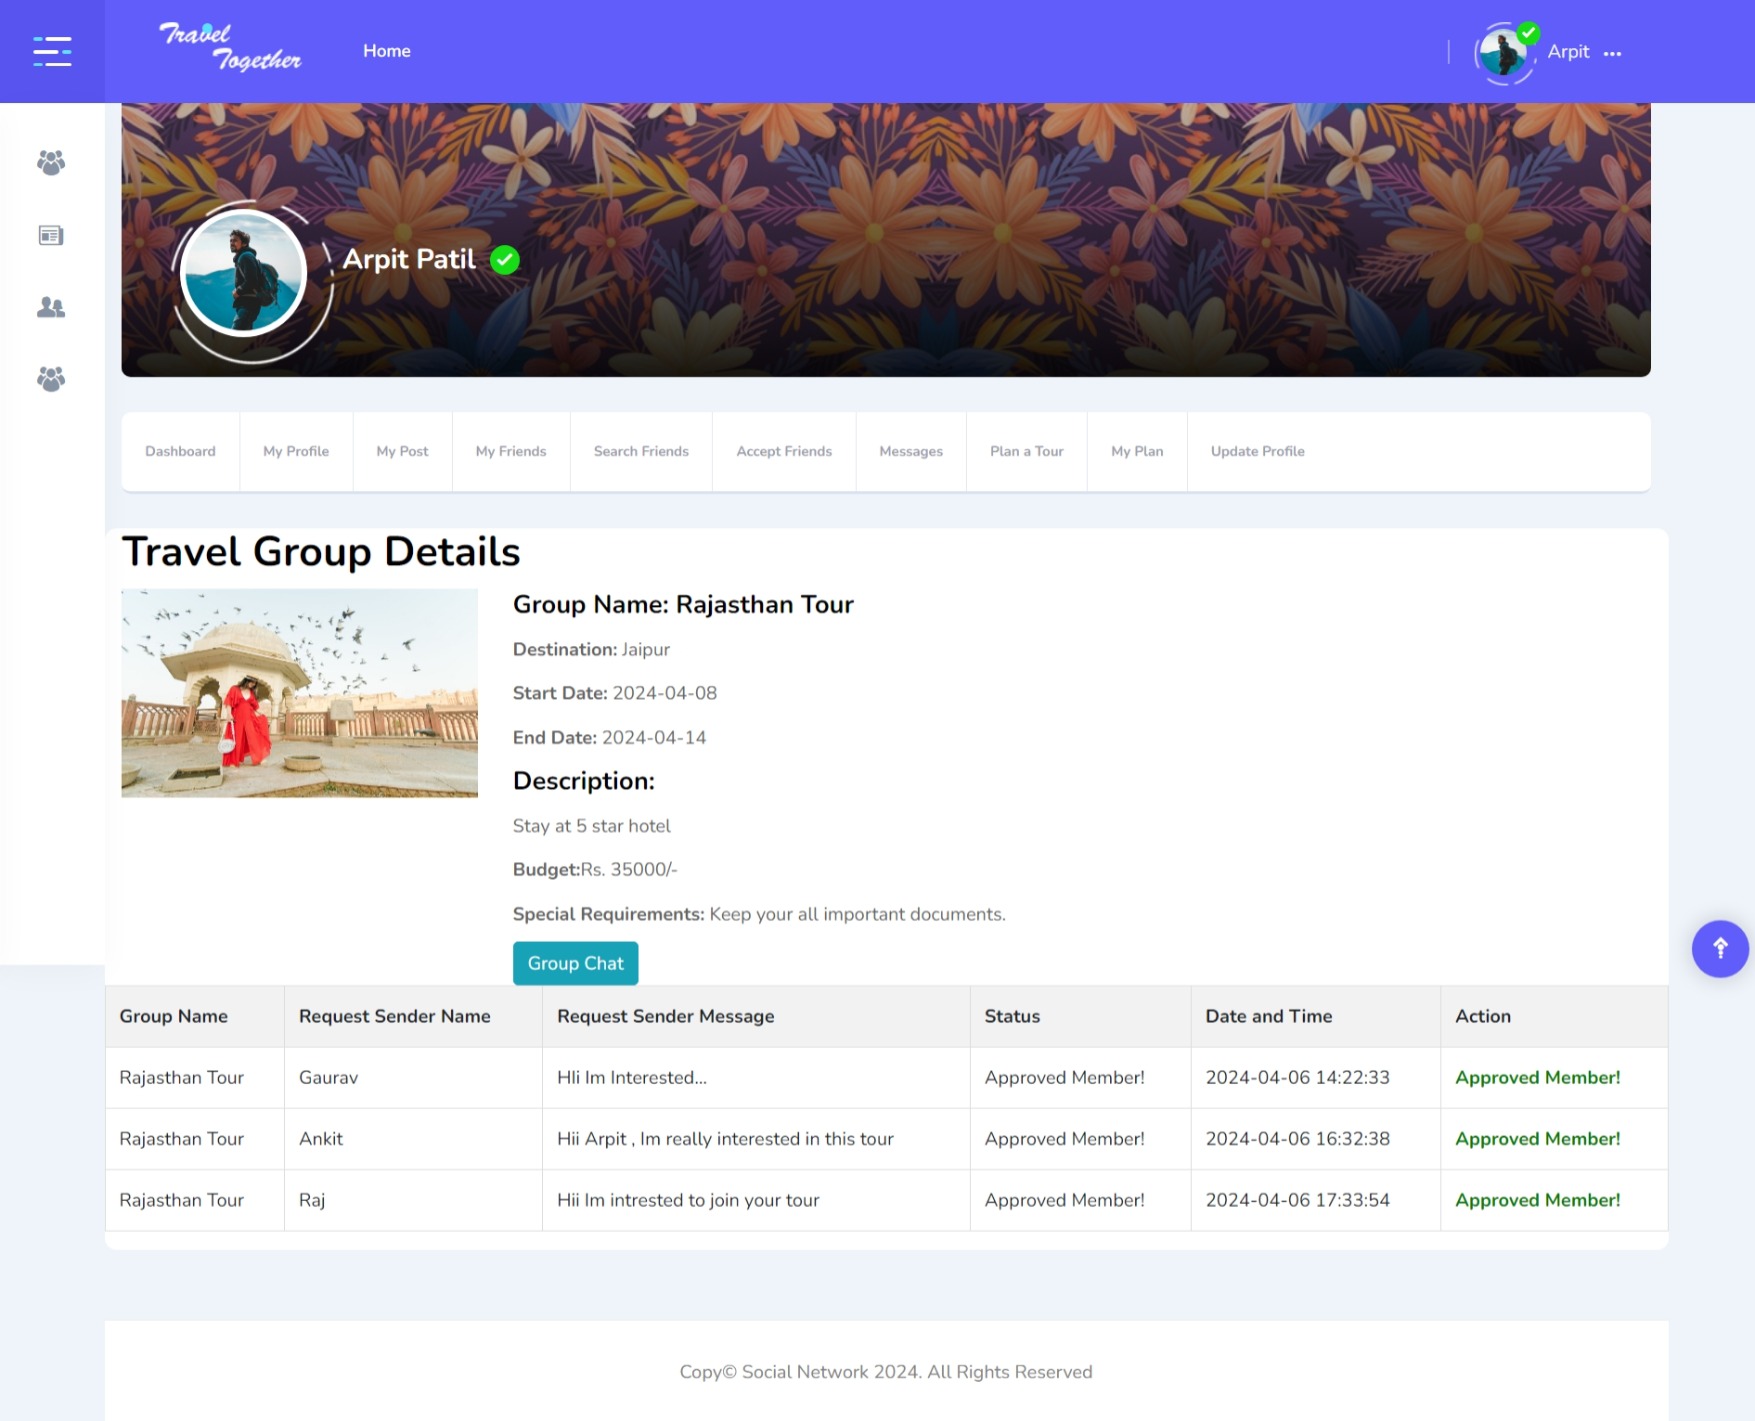 Travel
Together
Home
Arpit
Arpit Patil
Dashboard
My Profile
My Post
My Friends
Search Friends
Accept Friends
Messages
Plan a Tour
My Plan
Update Profile
Travel Group Details
Group Name: Rajasthan Tour
Destination: Jaipur
Start Date: 2024-04-08
End Date: 2024-04-14
Description:
Stay at 5 star hotel
Budget:Rs. 35000/-
Special Requirements: Keep your all important documents.
Group Chat
Group Name Request Sender Name Request Sender Message Status Date and Time Action
Rajasthan Tour Gaurav HIi Im Interested... Approved Member! 2024-04-06 14:22:33 Approved Member!
Rajasthan Tour Ankit Hii Arpit , Im really interested in this tour Approved Member! 2024-04-06 16:32:38 Approved Member!
Rajasthan Tour Raj Hii Im intrested to join your tour Approved Member! 2024-04-06 17:33:54 Approved Member!
Copy© Social Network 2024. All Rights Reserved